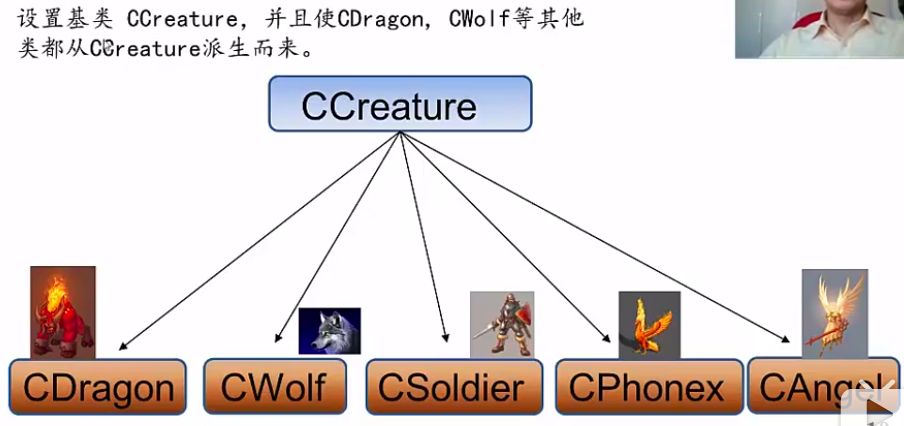 设置基类 CCreature, 并且使CDragon, CWolf等其他
类都从CCreature派生而来。
CCreature
CDragon
CWolf
CSoldier
CPhonex
CAngel